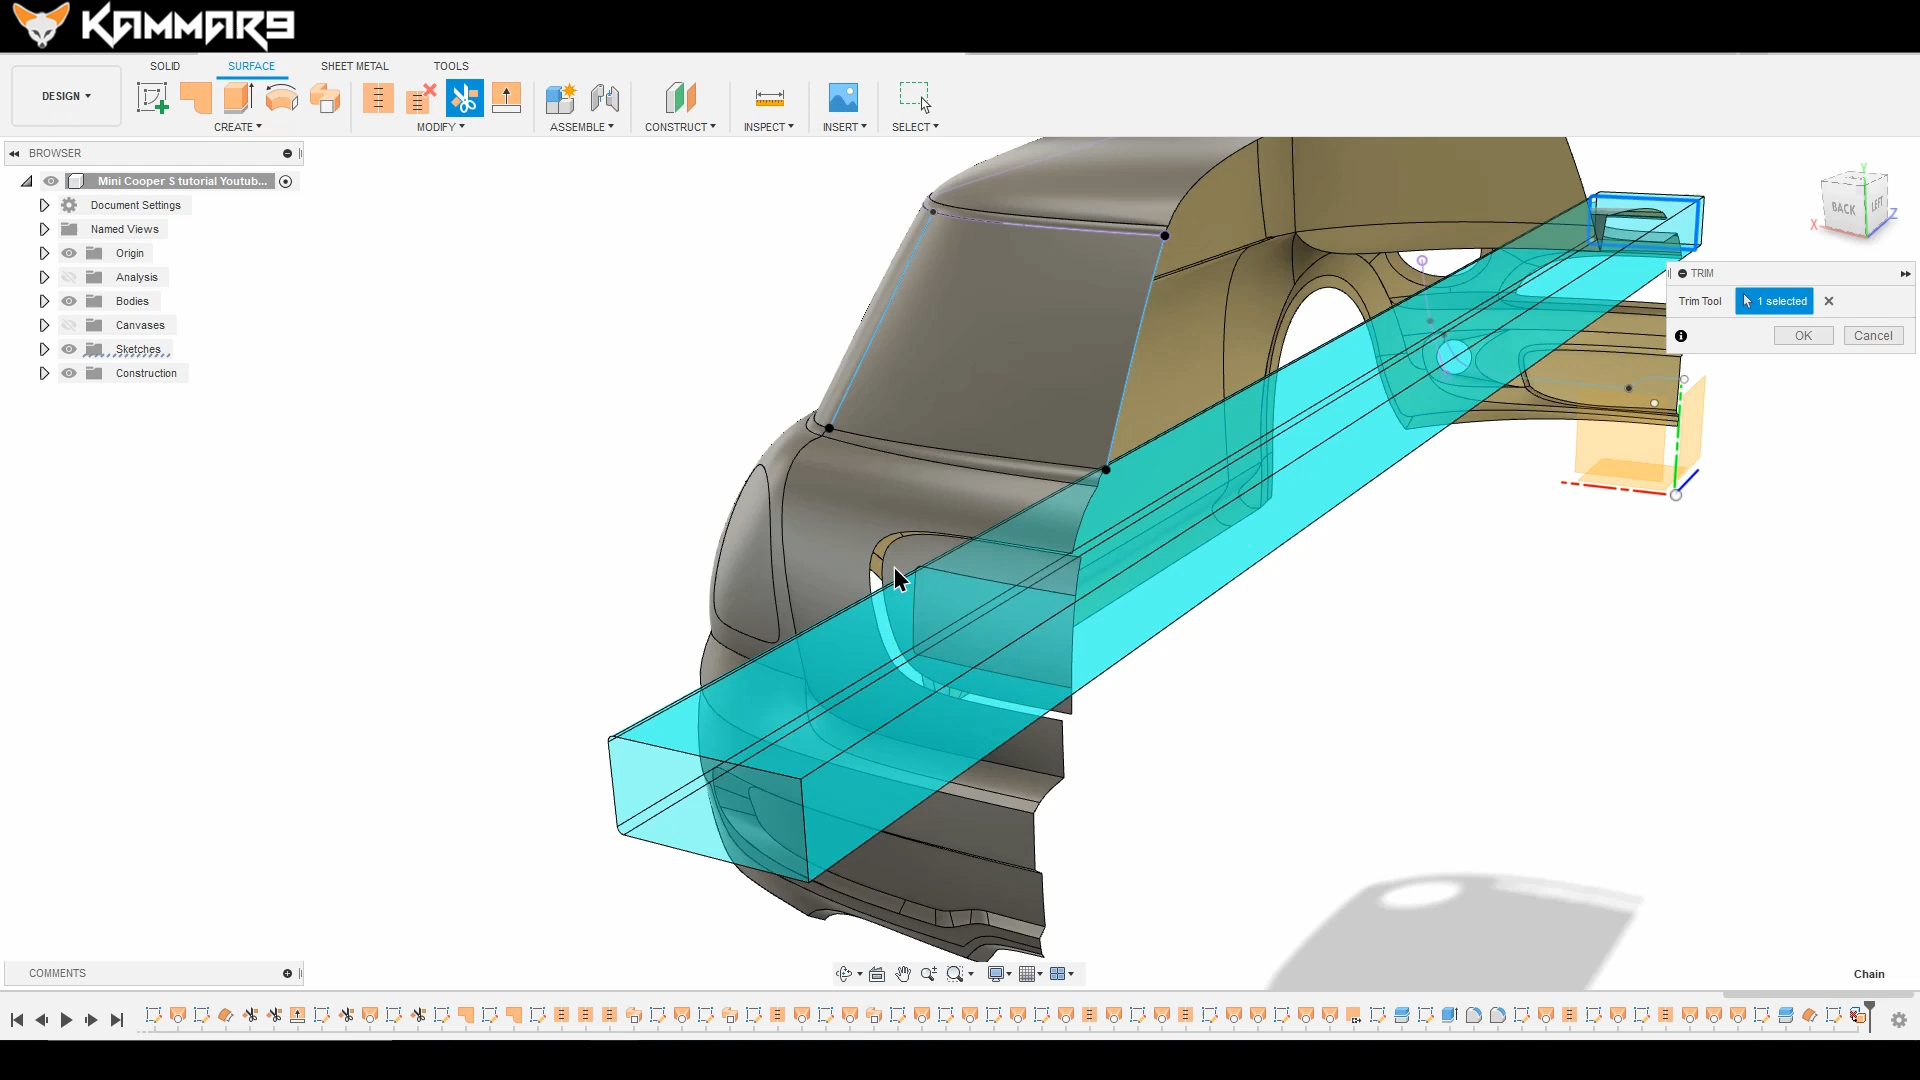 KAMMAR9
SOLID SURFACE SHEET METAL TOOLS
DESIGN
CREATE MODIFY ASSEMBLE CONSTRUCT INSPECT INSERT SELECT
BROWSER
Mini Cooper S tutorial Youtub...
Document Settings
Named Views
Origin
Analysis
Bodies
Canvases
Sketches
Construction
Y
BACK LEFT
X Z
TRIM
Trim Tool 1 selected
OK Cancel
COMMENTS
Chain